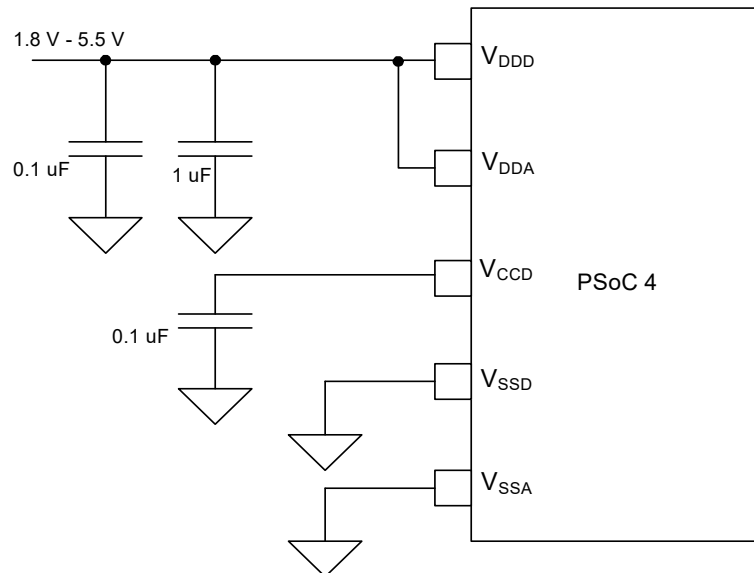 1.8 V - 5.5 V
VDDD
0.1 uF
1 uF
VDDA
VCCD
PSoC 4
0.1 uF
VSSD
VSSA